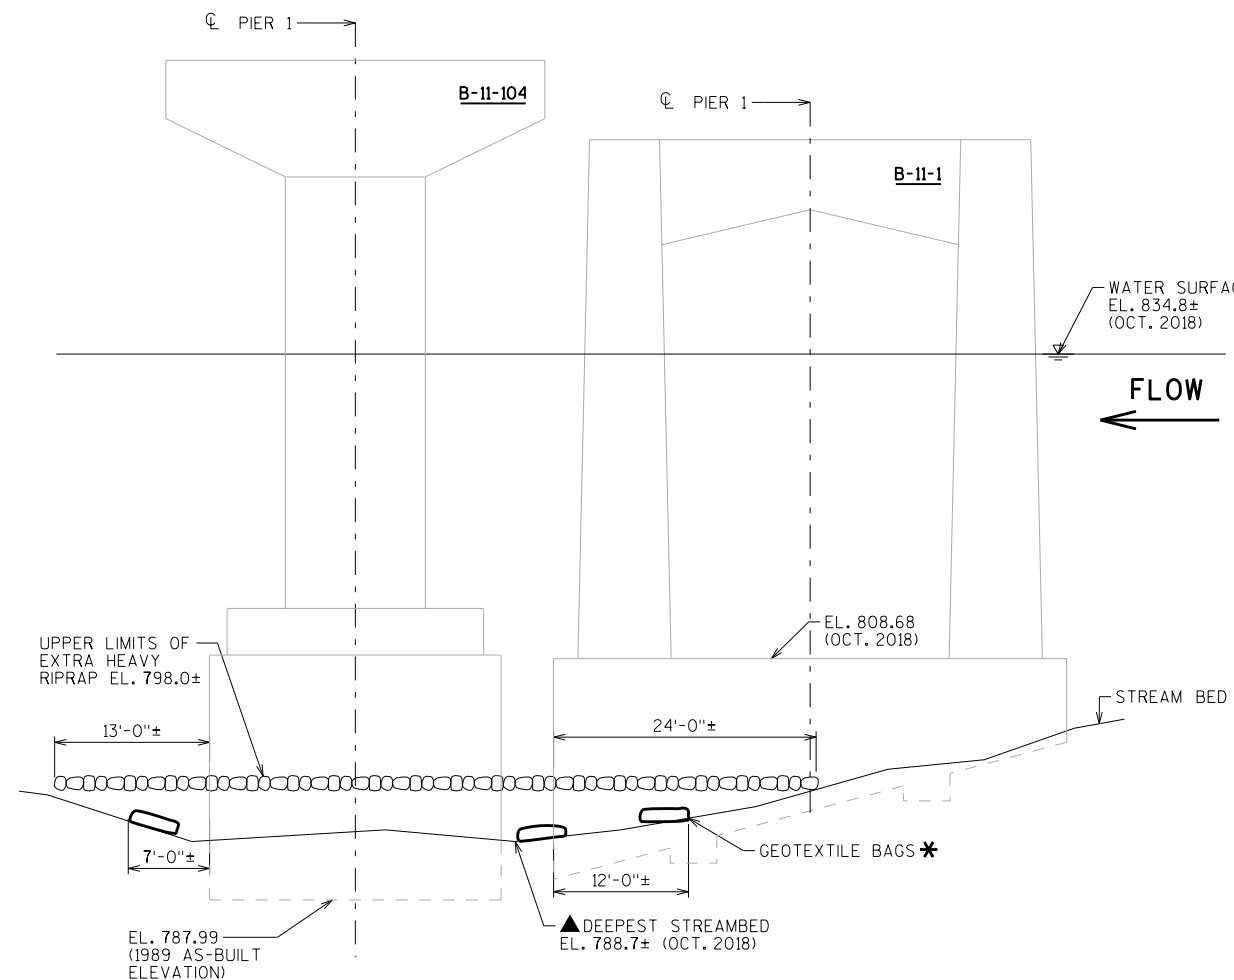 ℄ PIER 1
B-11-104
℄ PIER 1
B-11-1
EL. 834.8±
(OCT. 2018)
WATER
FLOW
EL. 808.68
(OCT. 2018)
UPPER LIMITS OF
EXTRA HEAVY
RIPRAP EL. 798.0±
STREAM BED
13'-0"±
24'-0"±
7'-0"±
GEOTEXTILE BAGS *
12'-0"±
▲DEEPEST STREAMBED
EL. 788.7± (OCT. 2018)
EL. 787.99
(1989 AS-BUILT
ELEVATION)